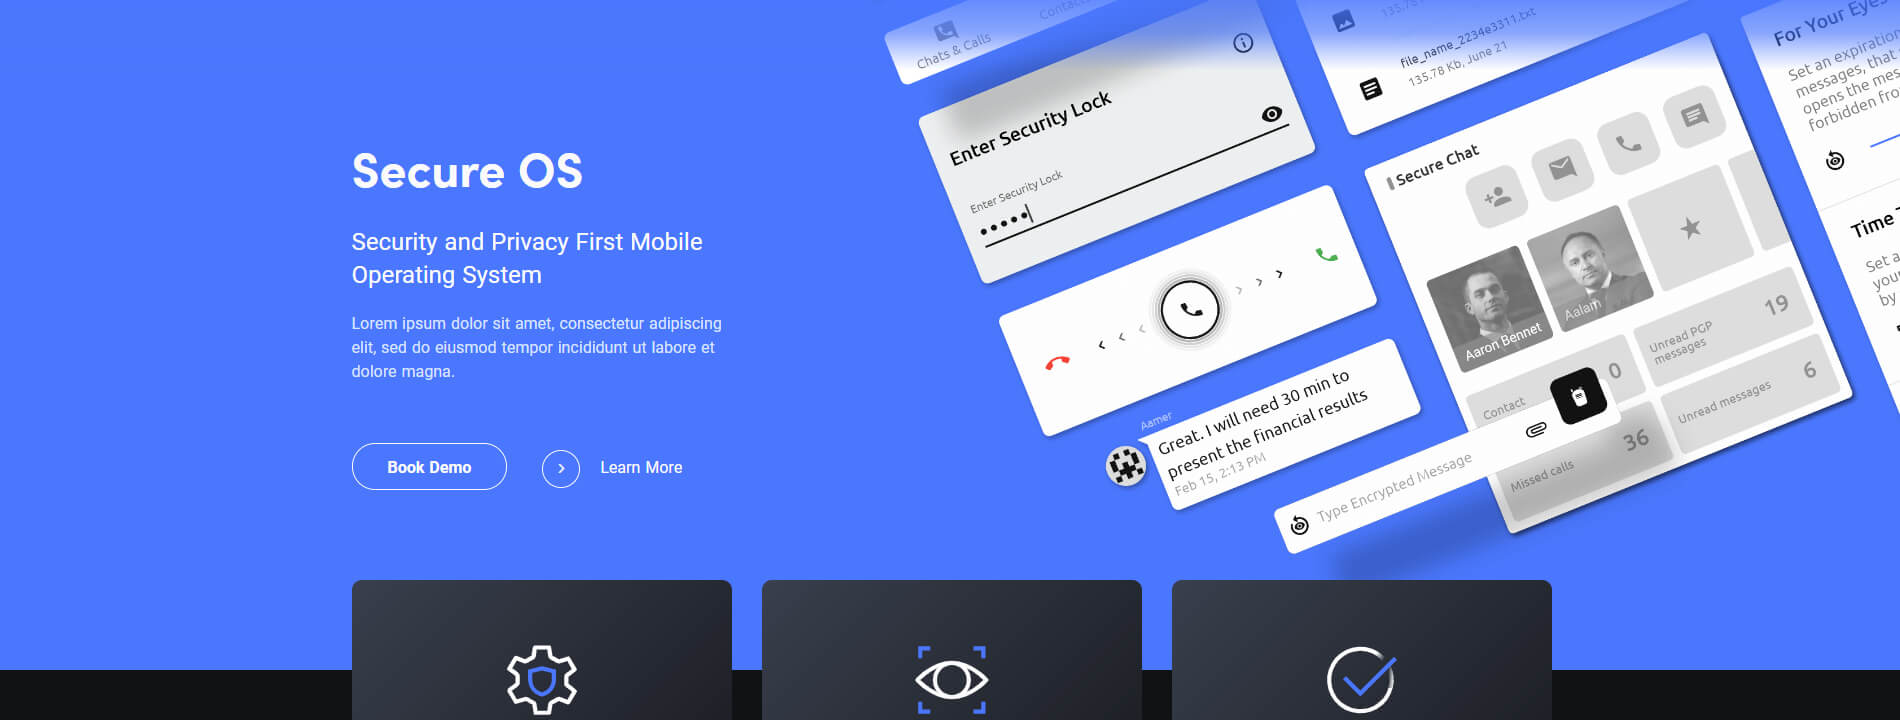 Secure OS
Security and Privacy First Mobile
Operating System
Lorem ipsum dolor sit amet, consectetur adipiscing
elit, sed do eiusmod tempor incididunt ut labore et
dolore magna.
Book Demo
Learn More
Chats & Calls
Contacts
Enter Security Lock
Enter Security Lock
Aamer
Great. I will need 30 min to
present the financial results
Feb 15, 2:13 PM
135.78
file_name_2234e3311.txt
135.78 Kb, June 21
Secure Chat
Aaron Bennet
Aalam
Contact
0
Unread PGP
messages
19
Missed calls
36
Unread messages
6
Type Encrypted Message
For Your Eyes
Set an expiration
messages, that
opens the mes
forbidden fro
Time
Set a
your
by